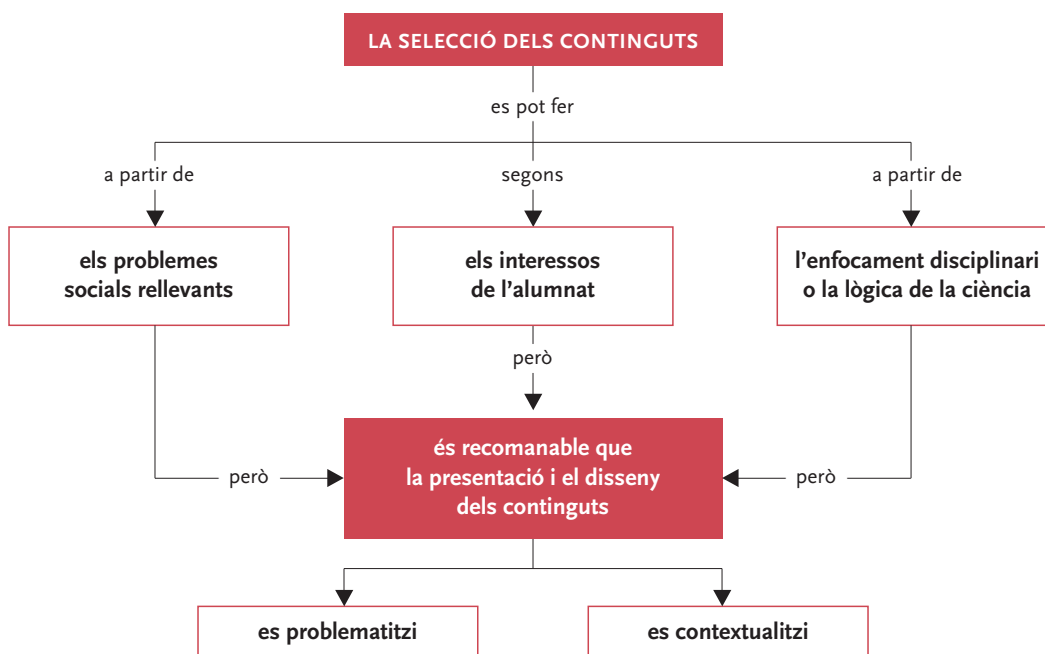 LA SELECCIÓ DELS CONTINGUTS
es pot fer
a partir de
segons
a partir de
els problemes
socials rellevants
els interessos
de l'alumnat
l'enfocament disciplinari
o la lògica de la ciència
però
però
però
és recomanable que
la presentació i el disseny
dels continguts
es problematitzi
es contextualitzi